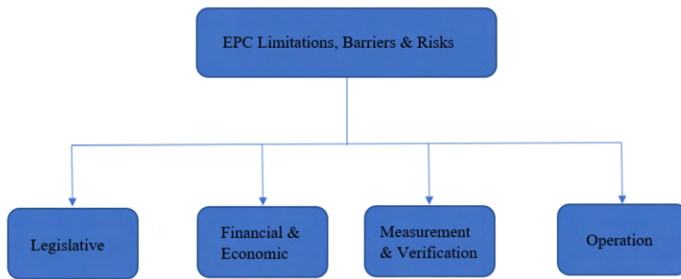 EPC Limitations, Barriers & Risks
Legislative
Financial &
Economic
Measurement
& Verification
Operation